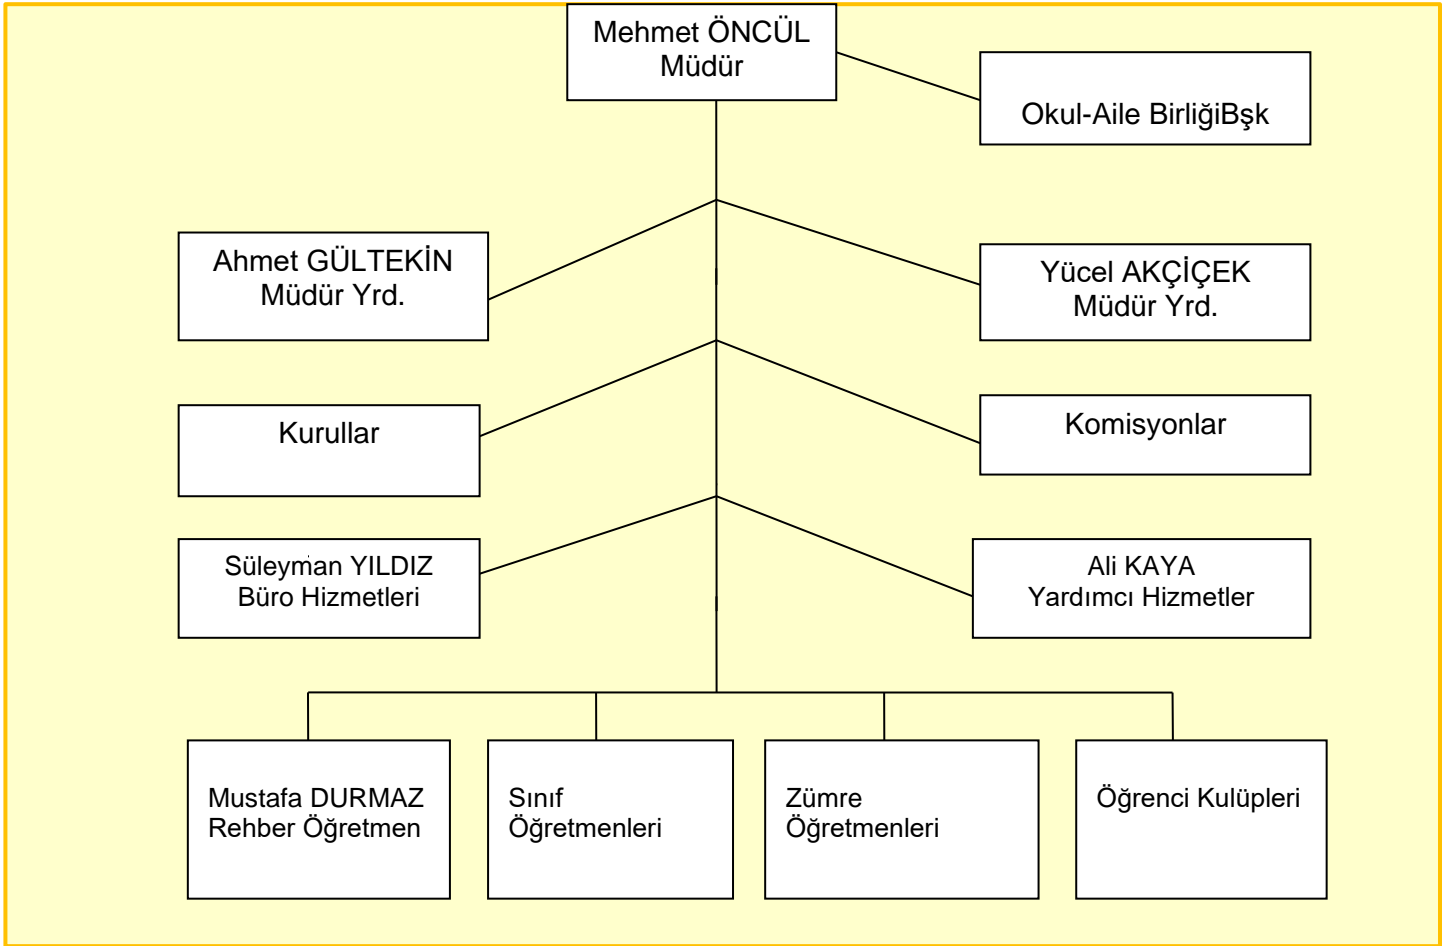 Mehmet ÖNCÜL
Müdür
Okul-Aile BirliğiBşk
Ahmet GÜLTEKİN
Müdür Yrd.
Yücel AKÇİÇEK
Müdür Yrd.
Kurullar
Komisyonlar
Süleyman YILDIZ
Büro Hizmetleri
Ali KAYA
Yardımcı Hizmetler
Mustafa DURMAZ
Rehber Öğretmen
Sınıf
Öğretmenleri
Zümre
Öğretmenleri
Öğrenci Kulüpleri